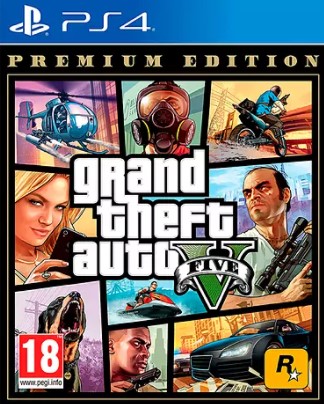 PS4
PREMIUM EDITION
grand
theft
auto
V
FIVE
18
www.pegi.info
R